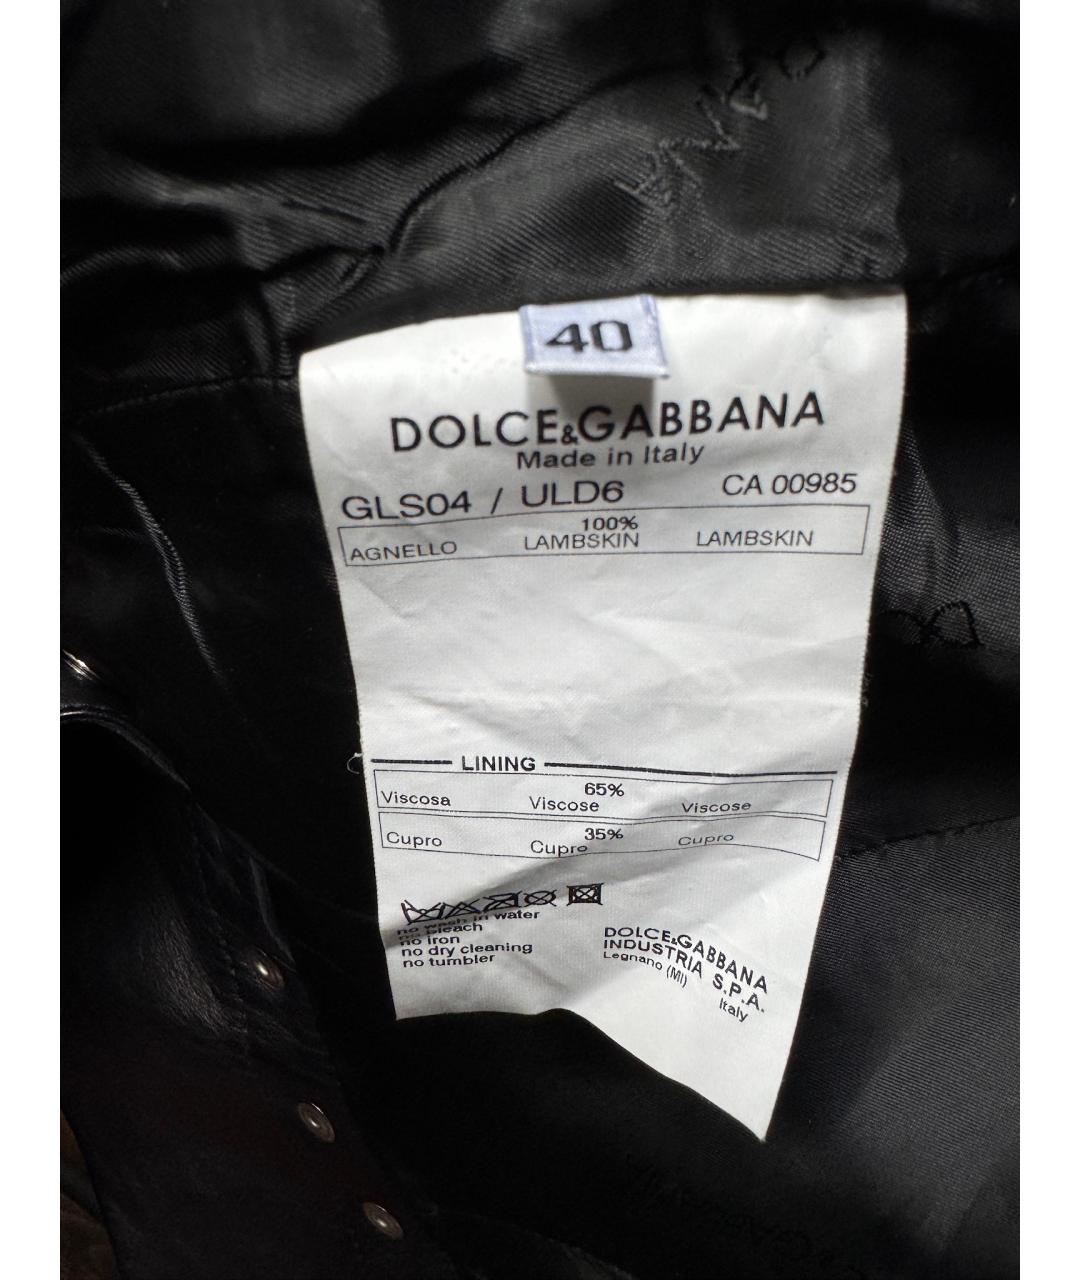 40
DOLCE&GABBANA
Made in Italy
GLS04 / ULD6 CA 00985
100%
AGNELLO LAMBSKIN LAMBSKIN
LINING
65%
Viscosa Viscose Viscose
35%
Cupro Cupro Cupro
no wash in water
no bleach
no iron
no dry cleaning
no tumbler
DOLCE&GABBANA
INDUSTRIA S.P.A.
Legnano (MI) Italy